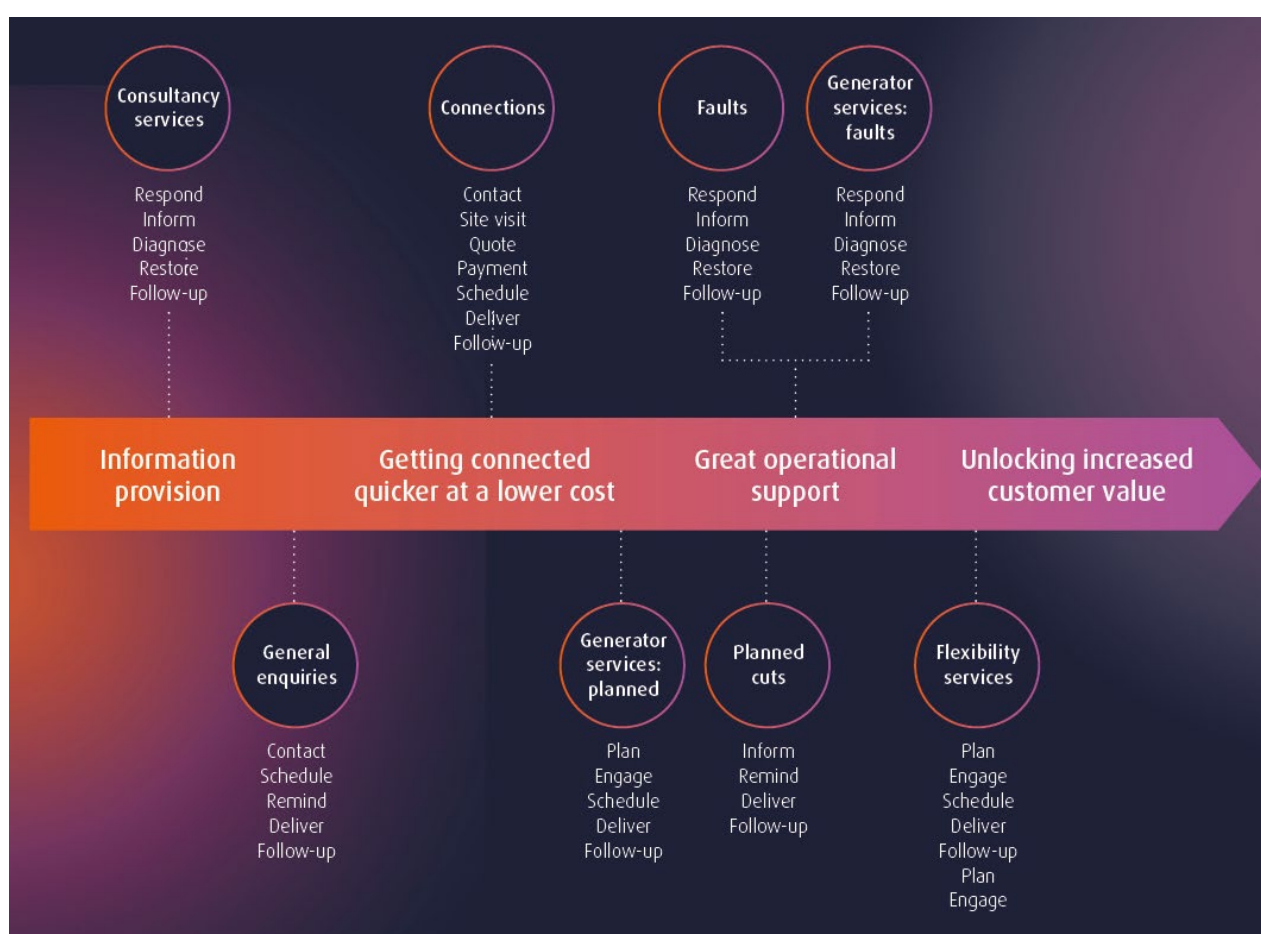 Consultancy
services
Respond
Inform
Diagnose
Restore
Follow-up
Connections
Contact
Site visit
Quote
Payment
Schedule
Deliver
Follow-up
Faults
Respond
Inform
Diagnose
Restore
Follow-up
Generator
services:
faults
Respond
Inform
Diagnose
Restore
Follow-up
Information
provision
Getting connected
quicker at a lower cost
Great operational
support
Unlocking increased
customer value
General
enquiries
Contact
Schedule
Remind
Deliver
Follow-up
Generator
services:
planned
Plan
Engage
Schedule
Deliver
Follow-up
Planned
cuts
Inform
Remind
Deliver
Follow-up
Flexibility
services
Plan
Engage
Schedule
Deliver
Follow-up
Plan
Engage